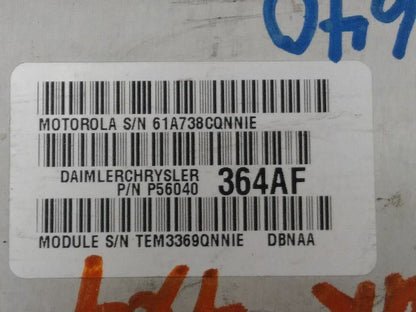 MOTOROLA S/N 61A738CQNNIE
DAIMLERCHRYSLER
P/N P56040 364AF
MODULE S/N TEM3369QNNIE DBNAA